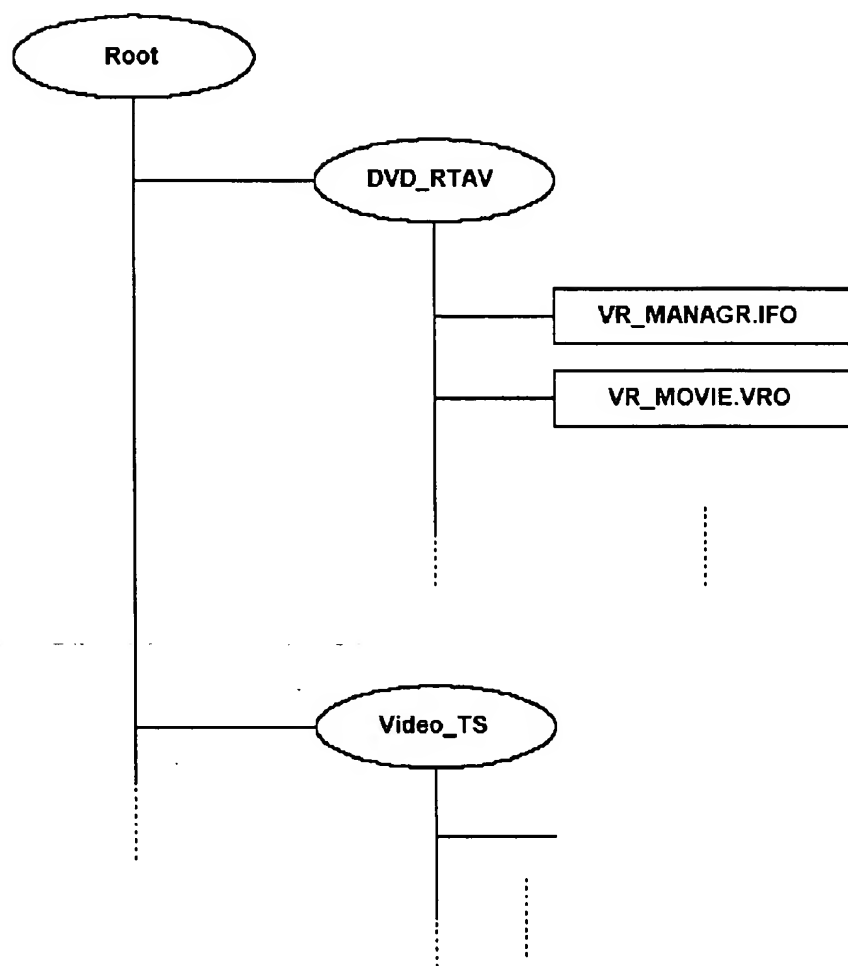 Root
DVD_RTAV
VR_MANAGR.IFO
VR_MOVIE.VRO
Video_TS